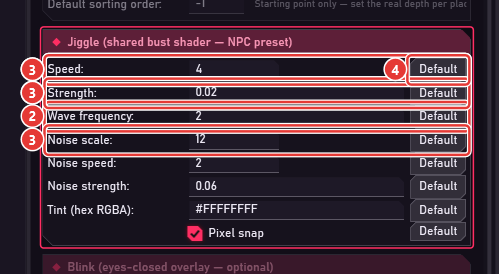 Default sorting order: -1 Starting point only — set the real depth per plac
Jiggle (shared bust shader — NPC preset)
3 Speed: 4 4 Default
3 Strength: 0.02 Default
2 Wave frequency: 2 Default
3 Noise scale: 12 Default
Noise speed: 2 Default
Noise strength: 0.06 Default
Tint (hex RGBA): #FFFFFFFF Default
Pixel snap Default
Blink (eyes-closed overlay — optional)